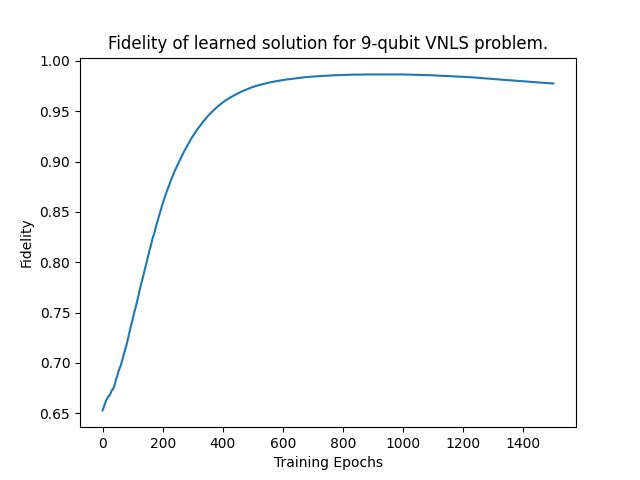 Fidelity of learned solution for 9-qubit VNLS problem.
1.00
0.95
0.90
0.85
0.80
0.75
0.70
0.65
Fidelity
0 200 400 600 800 1000 1200 1400
Training Epochs